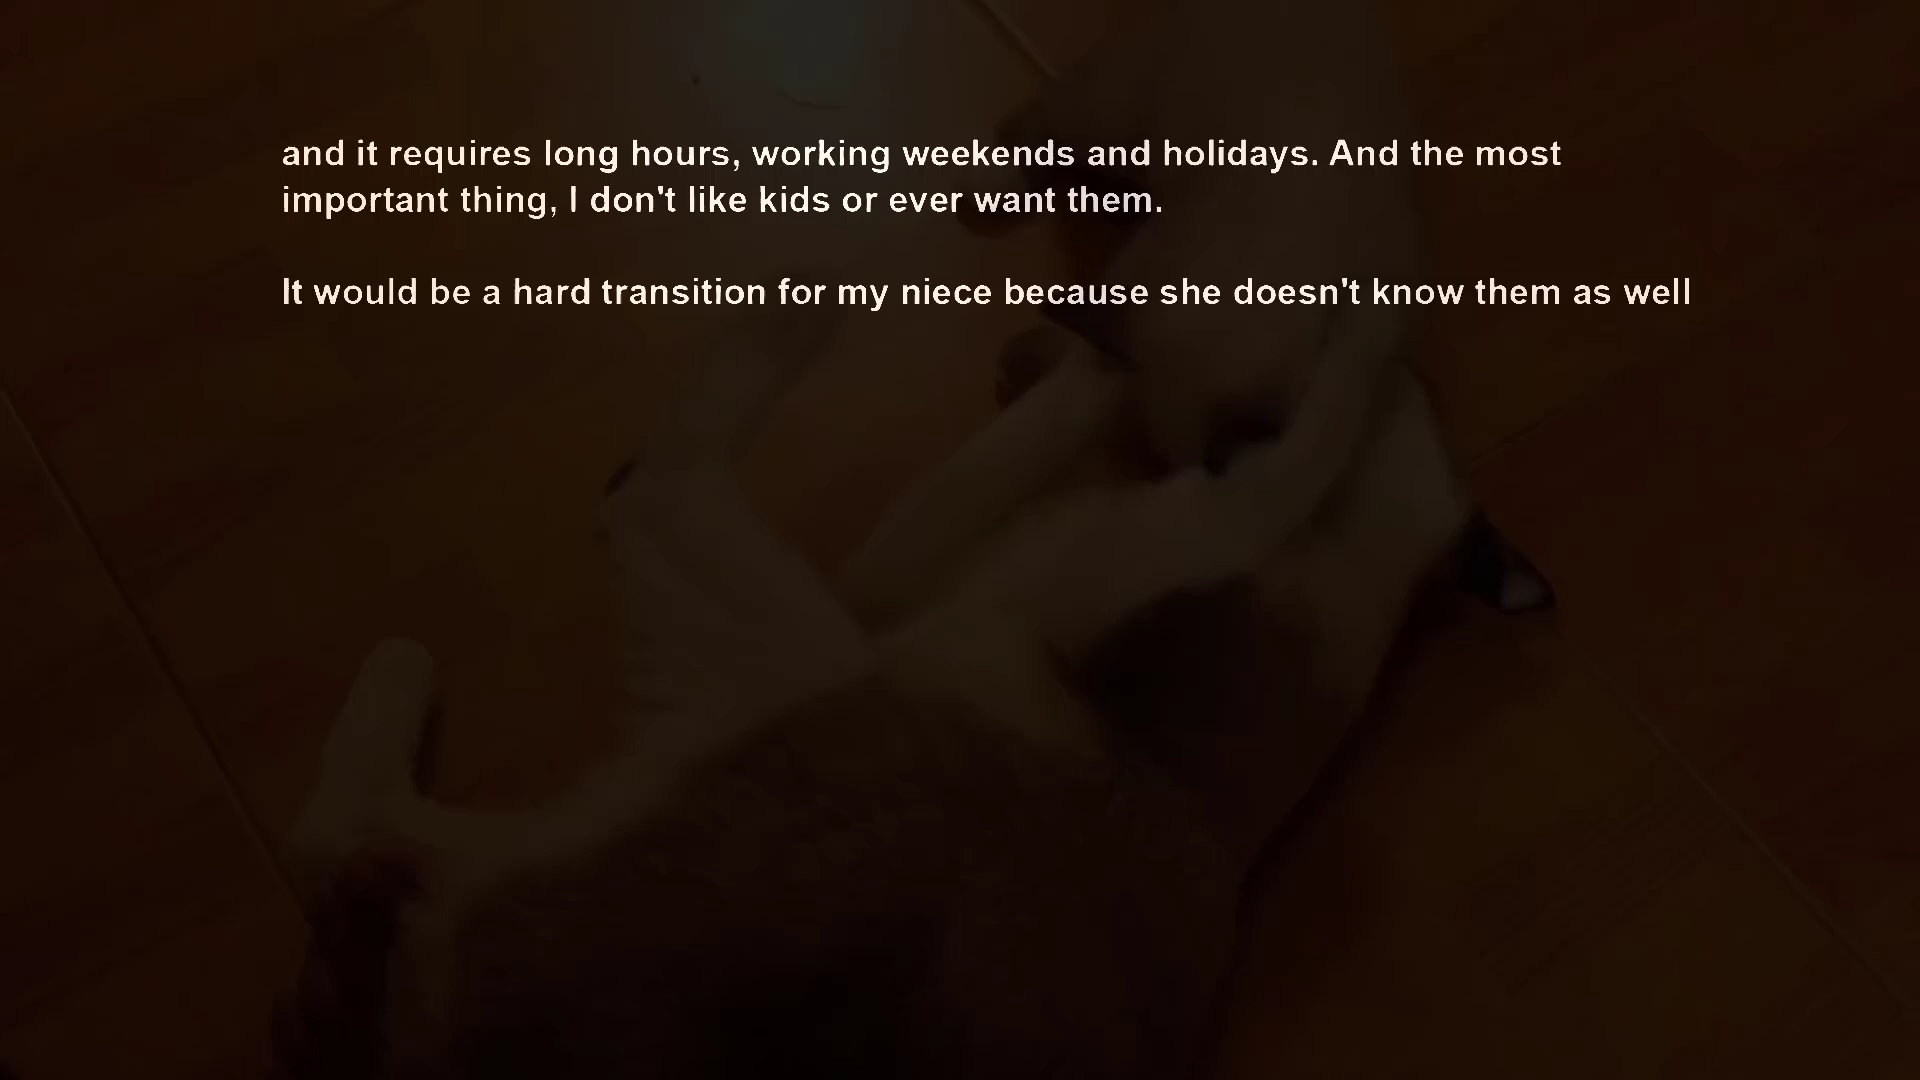 and it requires long hours, working weekends and holidays. And the most
important thing, I don't like kids or ever want them.
It would be a hard transition for my niece because she doesn't know them as well